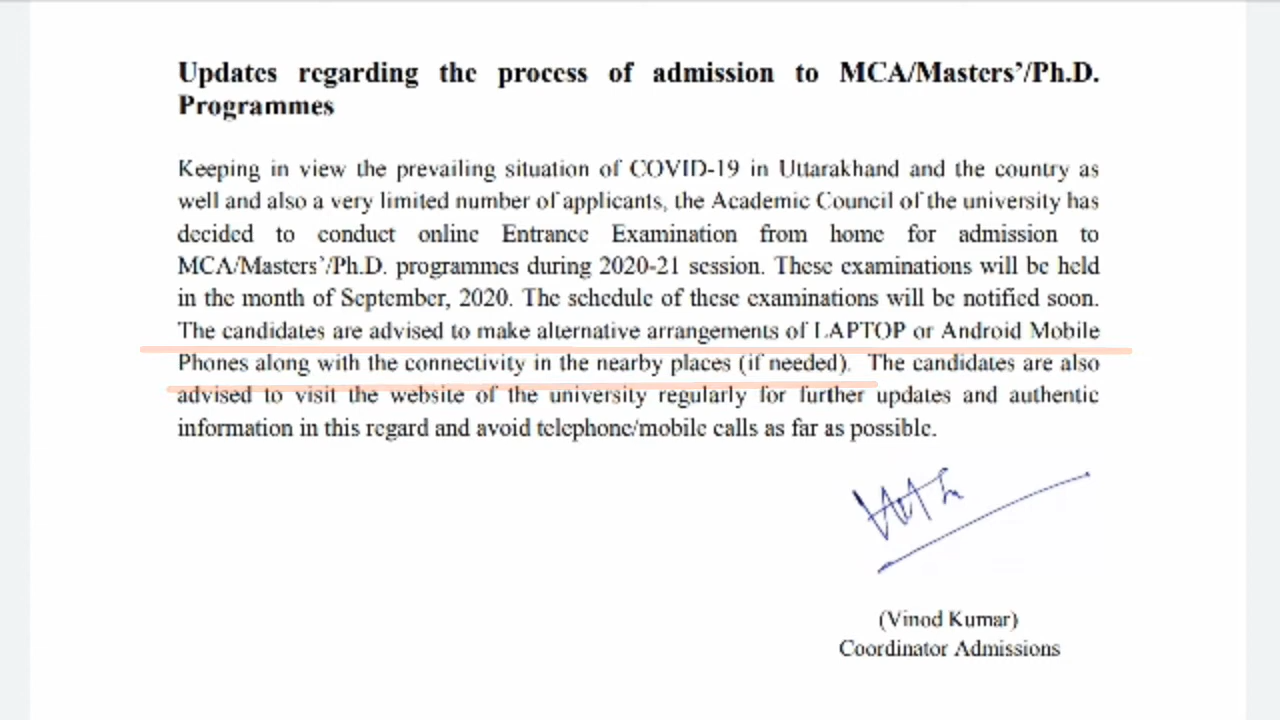 Updates regarding the process of admission to MCA/Masters’/Ph.D.
Programmes
Keeping in view the prevailing situation of COVID-19 in Uttarakhand and the country as
well and also a very limited number of applicants, the Academic Council of the university has
decided to conduct online Entrance Examination from home for admission to
MCA/Masters’/Ph.D. programmes during 2020-21 session. These examinations will be held
in the month of September, 2020. The schedule of these examinations will be notified soon.
The candidates are advised to make alternative arrangements of LAPTOP or Android Mobile
Phones along with the connectivity in the nearby places (if needed). The candidates are also
advised to visit the website of the university regularly for further updates and authentic
information in this regard and avoid telephone/mobile calls as far as possible.
(Vinod Kumar)
Coordinator Admissions